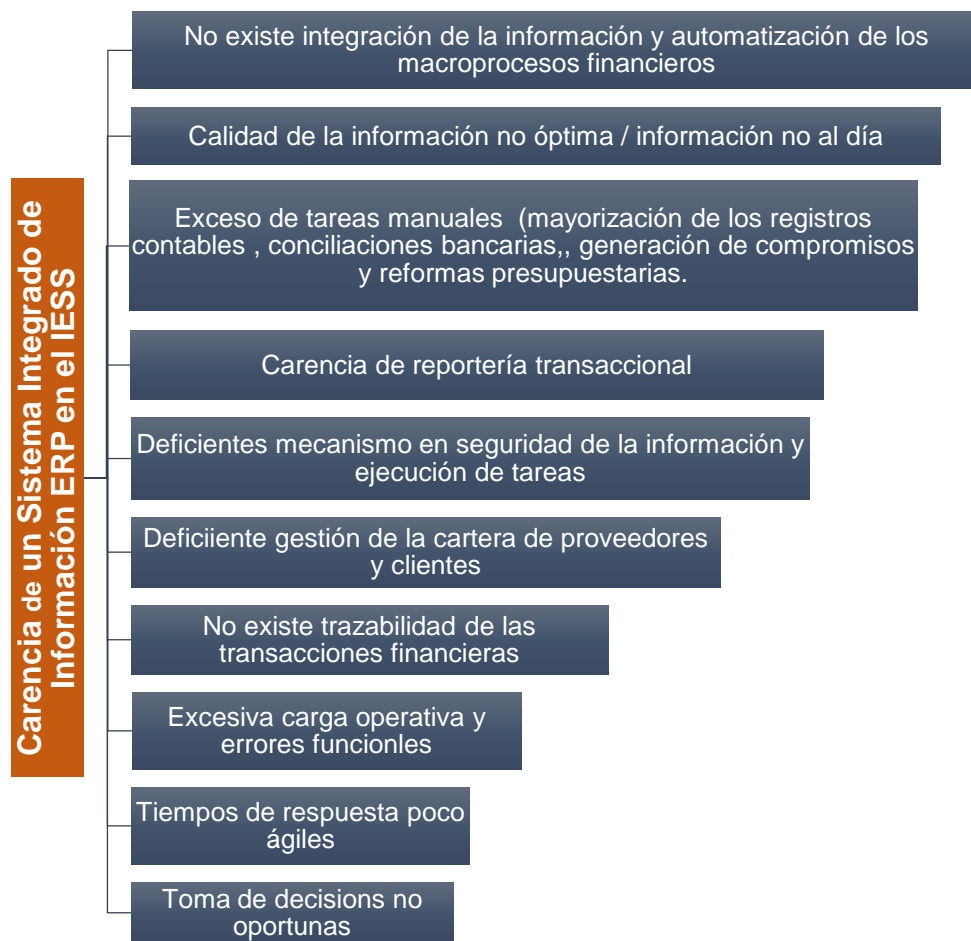 Carencia de un Sistema Integrado de
Información ERP en el IESS
No existe integración de la información y automatización de los
macroprocesos financieros
Calidad de la información no óptima / información no al día
Exceso de tareas manuales (mayorización de los registros
contables , conciliaciones bancarias,, generación de compromisos
y reformas presupuestarias.
Carencia de reportería transaccional
Deficientes mecanismo en seguridad de la información y
ejecución de tareas
Deficiiente gestión de la cartera de proveedores
y clientes
No existe trazabilidad de las
transacciones financieras
Excesiva carga operativa y
errores funcionles
Tiempos de respuesta poco
ágiles
Toma de decisions no
oportunas